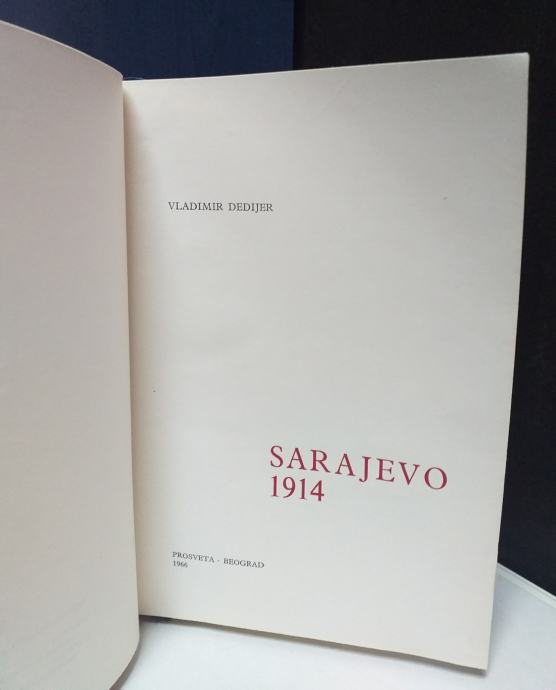 VLADIMIR DEDIJER
SARAJEVO
1914
PROSVETA · BEOGRAD
1966